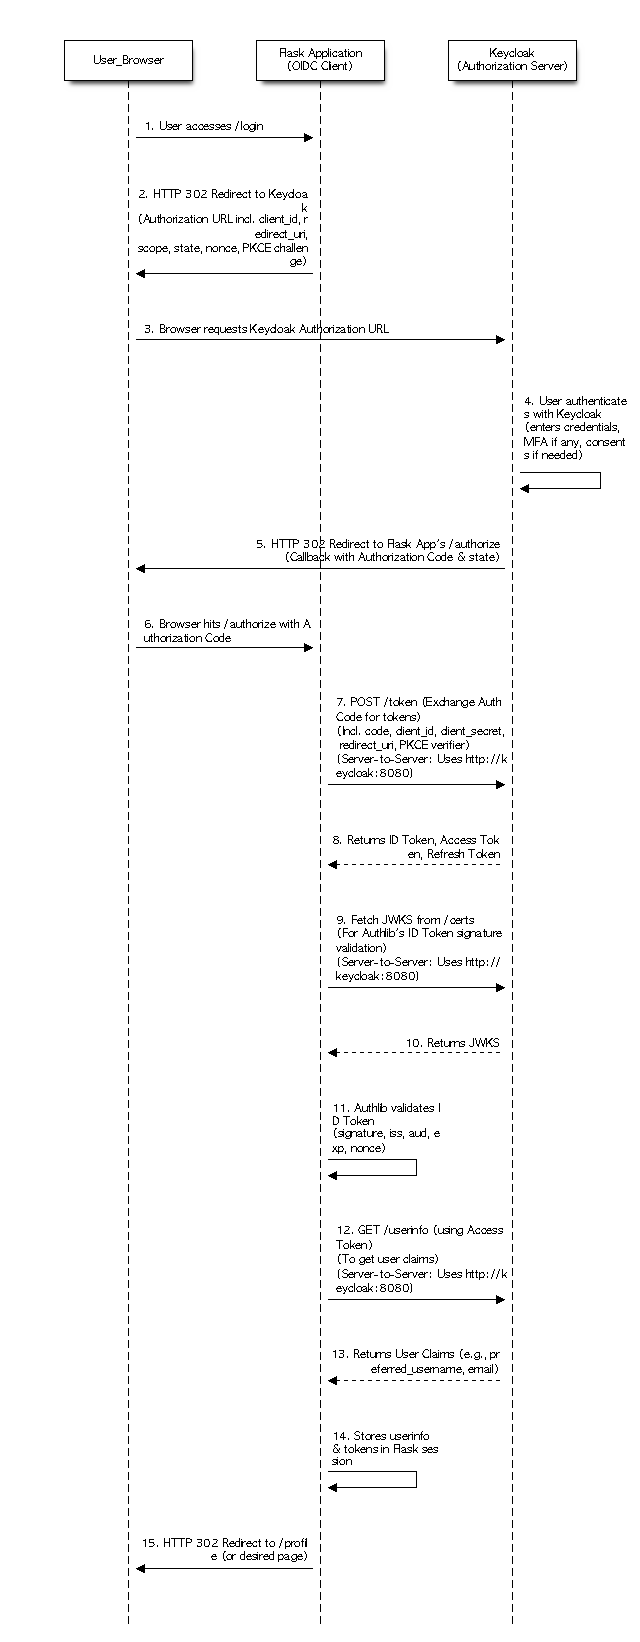 User_Browser
Flask Application
(OIDC Client)
Keycloak
(Authorization Server)
1. User accesses /login
2. HTTP 302 Redirect to Keycloa
k
(Authorization URL incl. client_id, r
edirect_uri,
scope, state, nonce, PKCE challen
ge)
3. Browser requests Keycloak Authorization URL
4. User authenticate
s with Keycloak
(enters credentials,
MFA if any, consent
s if needed)
5. HTTP 302 Redirect to Flask App's /authorize
(Callback with Authorization Code & state)
6. Browser hits /authorize with A
uthorization Code
7. POST /token (Exchange Auth
Code for tokens)
(Incl. code, client_id, client_secret,
redirect_uri, PKCE verifier)
(Server-to-Server: Uses http://k
eycloak:8080)
8. Returns ID Token, Access Tok
en, Refresh Token
9. Fetch JWKS from /certs
(For Authlib's ID Token signature
validation)
(Server-to-Server: Uses http://
keycloak:8080)
10. Returns JWKS
11. Authlib validates I
D Token
(signature, iss, aud, e
xp, nonce)
12. GET /userinfo (using Access
Token)
(To get user claims)
(Server-to-Server: Uses http://k
eycloak:8080)
13. Returns User Claims (e.g., pr
eferred_username, email)
14. Stores userinfo
& tokens in Flask ses
sion
15. HTTP 302 Redirect to /profil
e (or desired page)